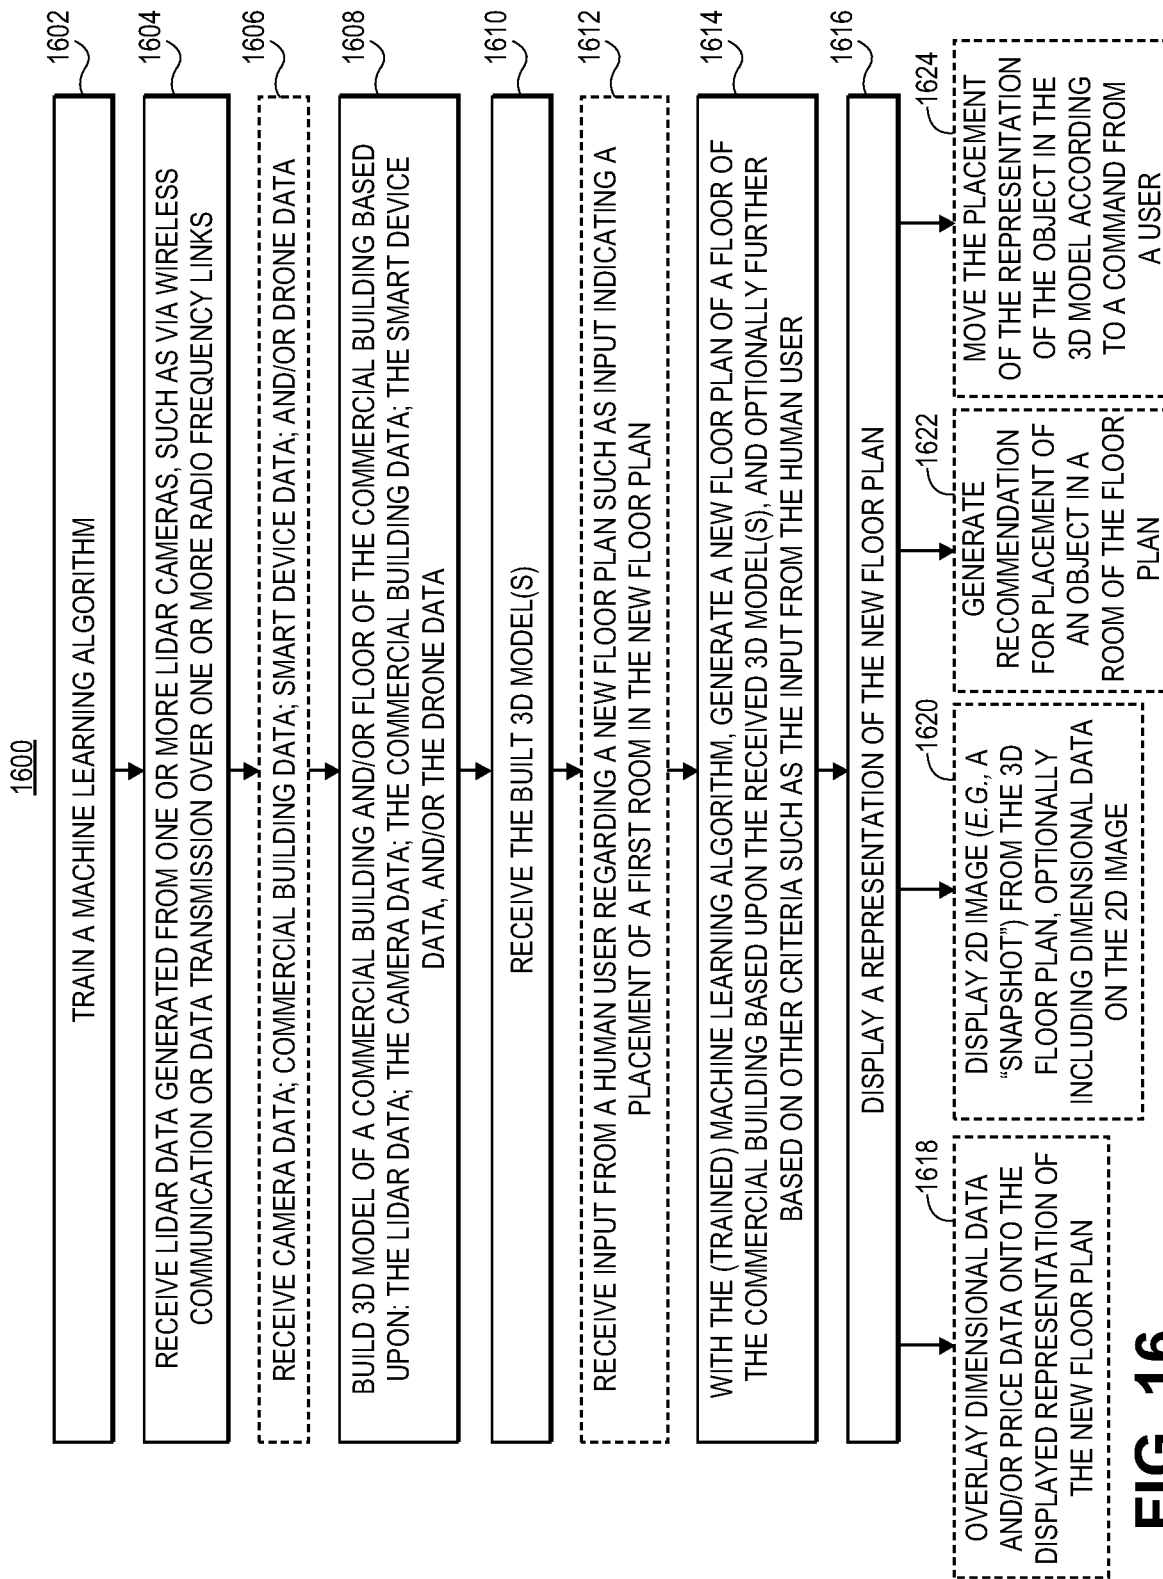 1600
TRAIN A MACHINE LEARNING ALGORITHM
1602
RECEIVE LIDAR DATA GENERATED FROM ONE OR MORE LIDAR CAMERAS, SUCH AS VIA WIRELESS
COMMUNICATION OR DATA TRANSMISSION OVER ONE OR MORE RADIO FREQUENCY LINKS
1604
RECEIVE CAMERA DATA; COMMERCIAL BUILDING DATA; SMART DEVICE DATA; AND/OR DRONE DATA
1606
BUILD 3D MODEL OF A COMMERCIAL BUILDING AND/OR FLOOR OF THE COMMERCIAL BUILDING BASED
UPON: THE LIDAR DATA; THE CAMERA DATA; THE COMMERCIAL BUILDING DATA; THE SMART DEVICE
DATA, AND/OR THE DRONE DATA
1608
RECEIVE THE BUILT 3D MODEL(S)
1610
RECEIVE INPUT FROM A HUMAN USER REGARDING A NEW FLOOR PLAN SUCH AS INPUT INDICATING A
PLACEMENT OF A FIRST ROOM IN THE NEW FLOOR PLAN
1612
WITH THE (TRAINED) MACHINE LEARNING ALGORITHM, GENERATE A NEW FLOOR PLAN OF A FLOOR OF
THE COMMERCIAL BUILDING BASED UPON THE RECEIVED 3D MODEL(S), AND OPTIONALLY FURTHER
BASED ON OTHER CRITERIA SUCH AS THE INPUT FROM THE HUMAN USER
1614
DISPLAY A REPRESENTATION OF THE NEW FLOOR PLAN
1616
OVERLAY DIMENSIONAL DATA
AND/OR PRICE DATA ONTO THE
DISPLAYED REPRESENTATION OF
THE NEW FLOOR PLAN
1618
DISPLAY 2D IMAGE (E.G., A
“SNAPSHOT”) FROM THE 3D
FLOOR PLAN, OPTIONALLY
INCLUDING DIMENSIONAL DATA
ON THE 2D IMAGE
1620
GENERATE
RECOMMENDATION
FOR PLACEMENT OF
AN OBJECT IN A
ROOM OF THE FLOOR
PLAN
1622
MOVE THE PLACEMENT
OF THE REPRESENTATION
OF THE OBJECT IN THE
3D MODEL ACCORDING
TO A COMMAND FROM
A USER
1624
FIG. 16